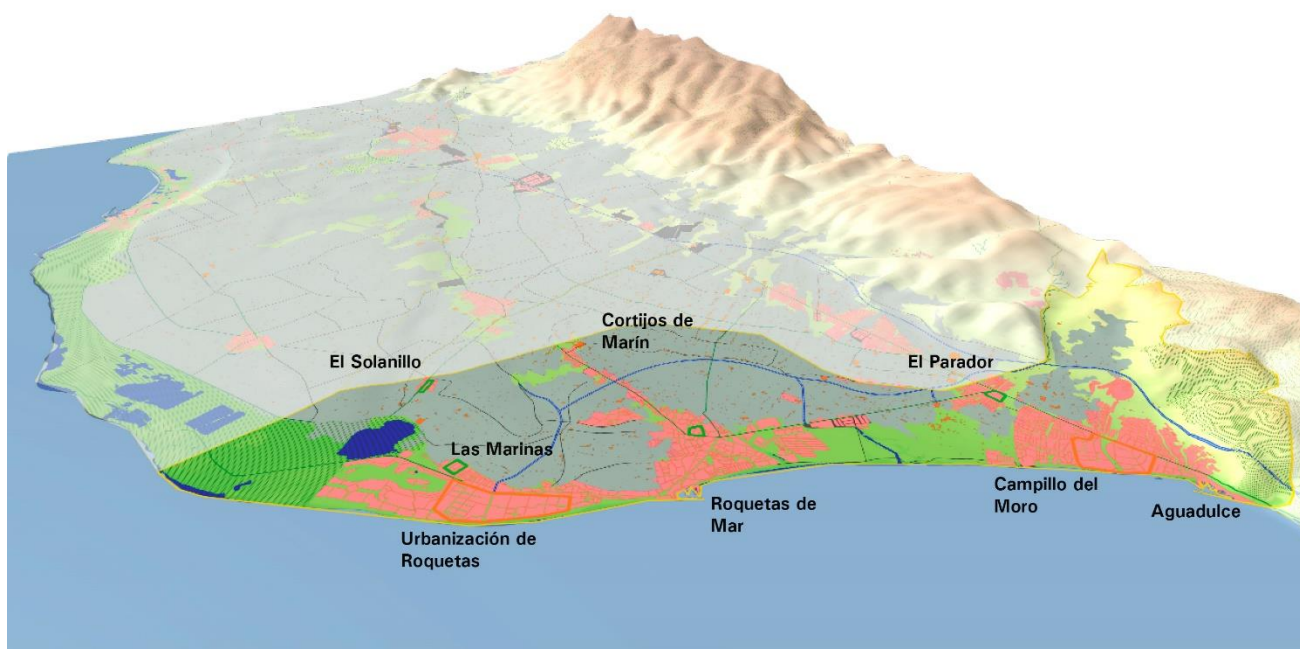 Cortijos de
Marín
El Solanillo
El Parador
Las Marinas
Roquetas de
Mar
Campillo del
Moro
Aguadulce
Urbanización de
Roquetas